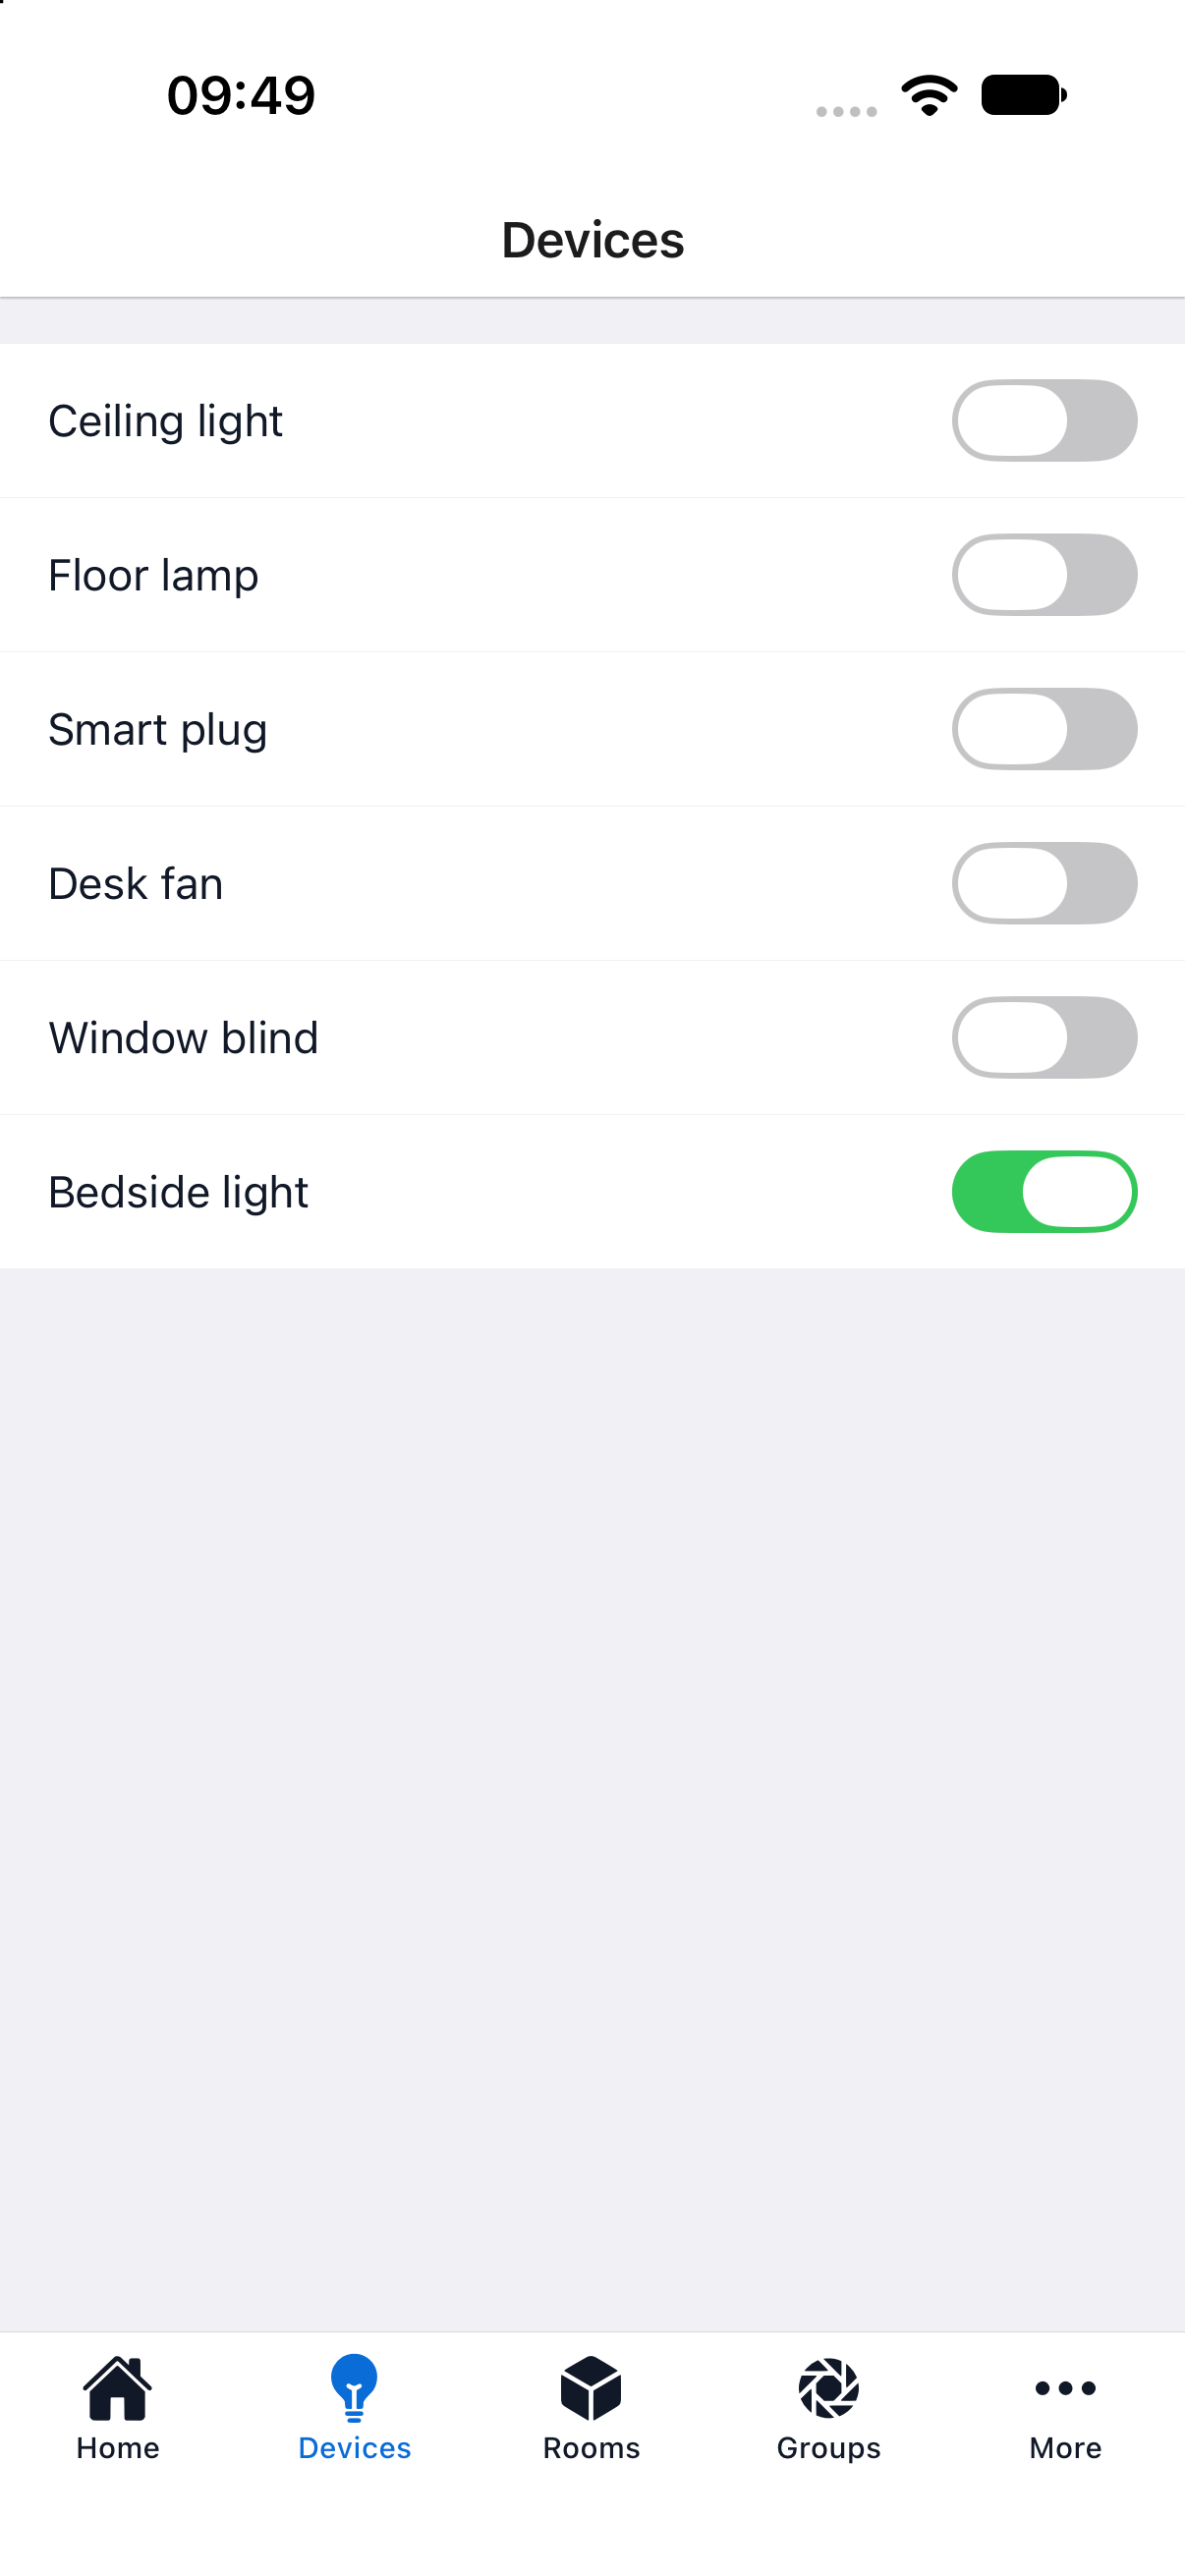 09:49
Devices
Ceiling light
Floor lamp
Smart plug
Desk fan
Window blind
Bedside light
Home
Devices
Rooms
Groups
More